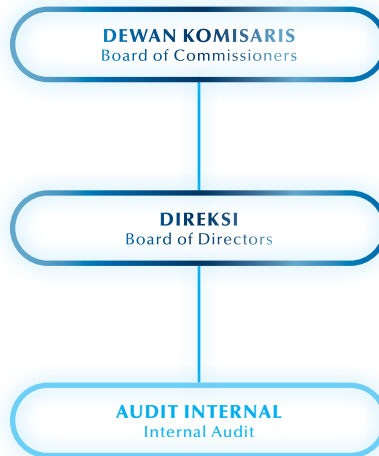 DEWAN KOMISARIS
Board of Commissioners
DIREKSI
Board of Directors
AUDIT INTERNAL
Internal Audit